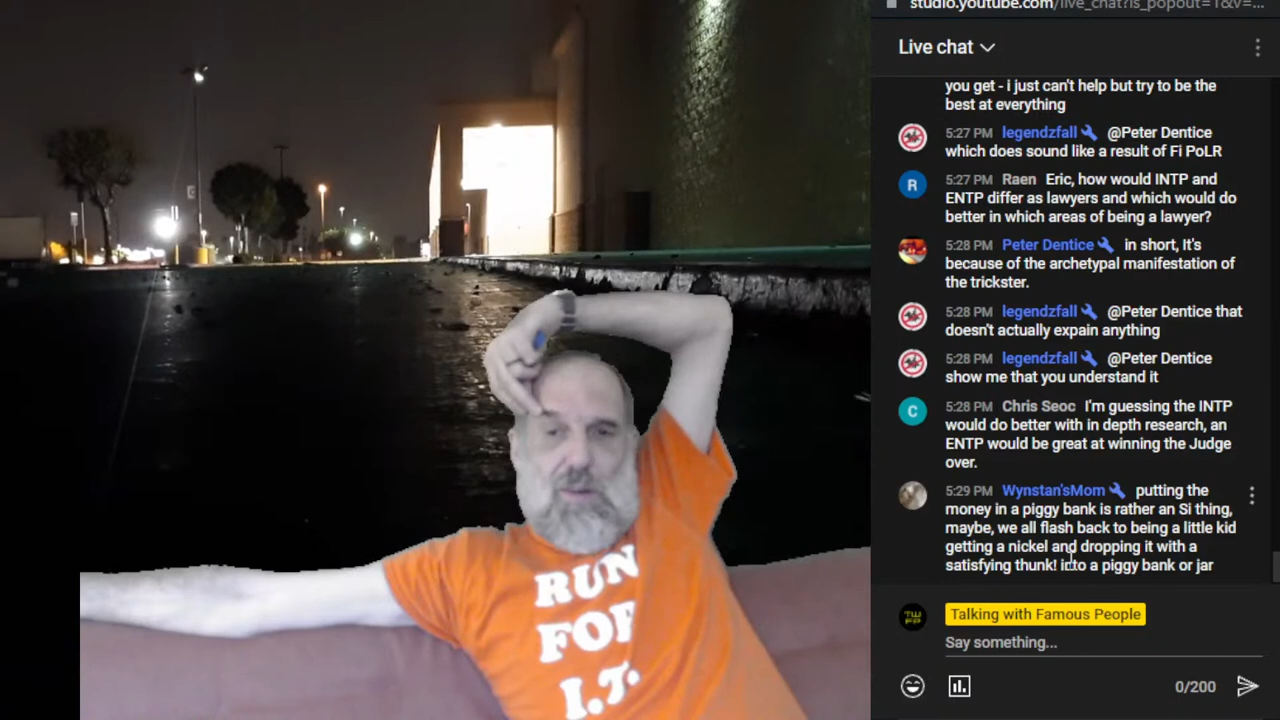 studio.youtube.com/live_chat?is_popout=1&v=...
Live chat
you get - i just can't help but try to be the
best at everything
5:27 PM legendzfall @Peter Dentice
which does sound like a result of Fi PoLR
R
5:27 PM Raen Eric, how would INTP and
ENTP differ as lawyers and which would do
better in which areas of being a lawyer?
5:28 PM Peter Dentice in short, It's
because of the archetypal manifestation of
the trickster.
5:28 PM legendzfall @Peter Dentice that
doesn't actually expain anything
5:28 PM legendzfall @Peter Dentice
show me that you understand it
C
5:28 PM Chris Seoc I'm guessing the INTP
would do better with in depth research, an
ENTP would be great at winning the Judge
over.
5:29 PM Wynstan'sMom putting the
money in a piggy bank is rather an Si thing,
maybe, we all flash back to being a little kid
getting a nickel and dropping it with a
satisfying thunk! into a piggy bank or jar
TW
FP
Talking with Famous People
Say something...
0/200
RUN
FOR
I.T.